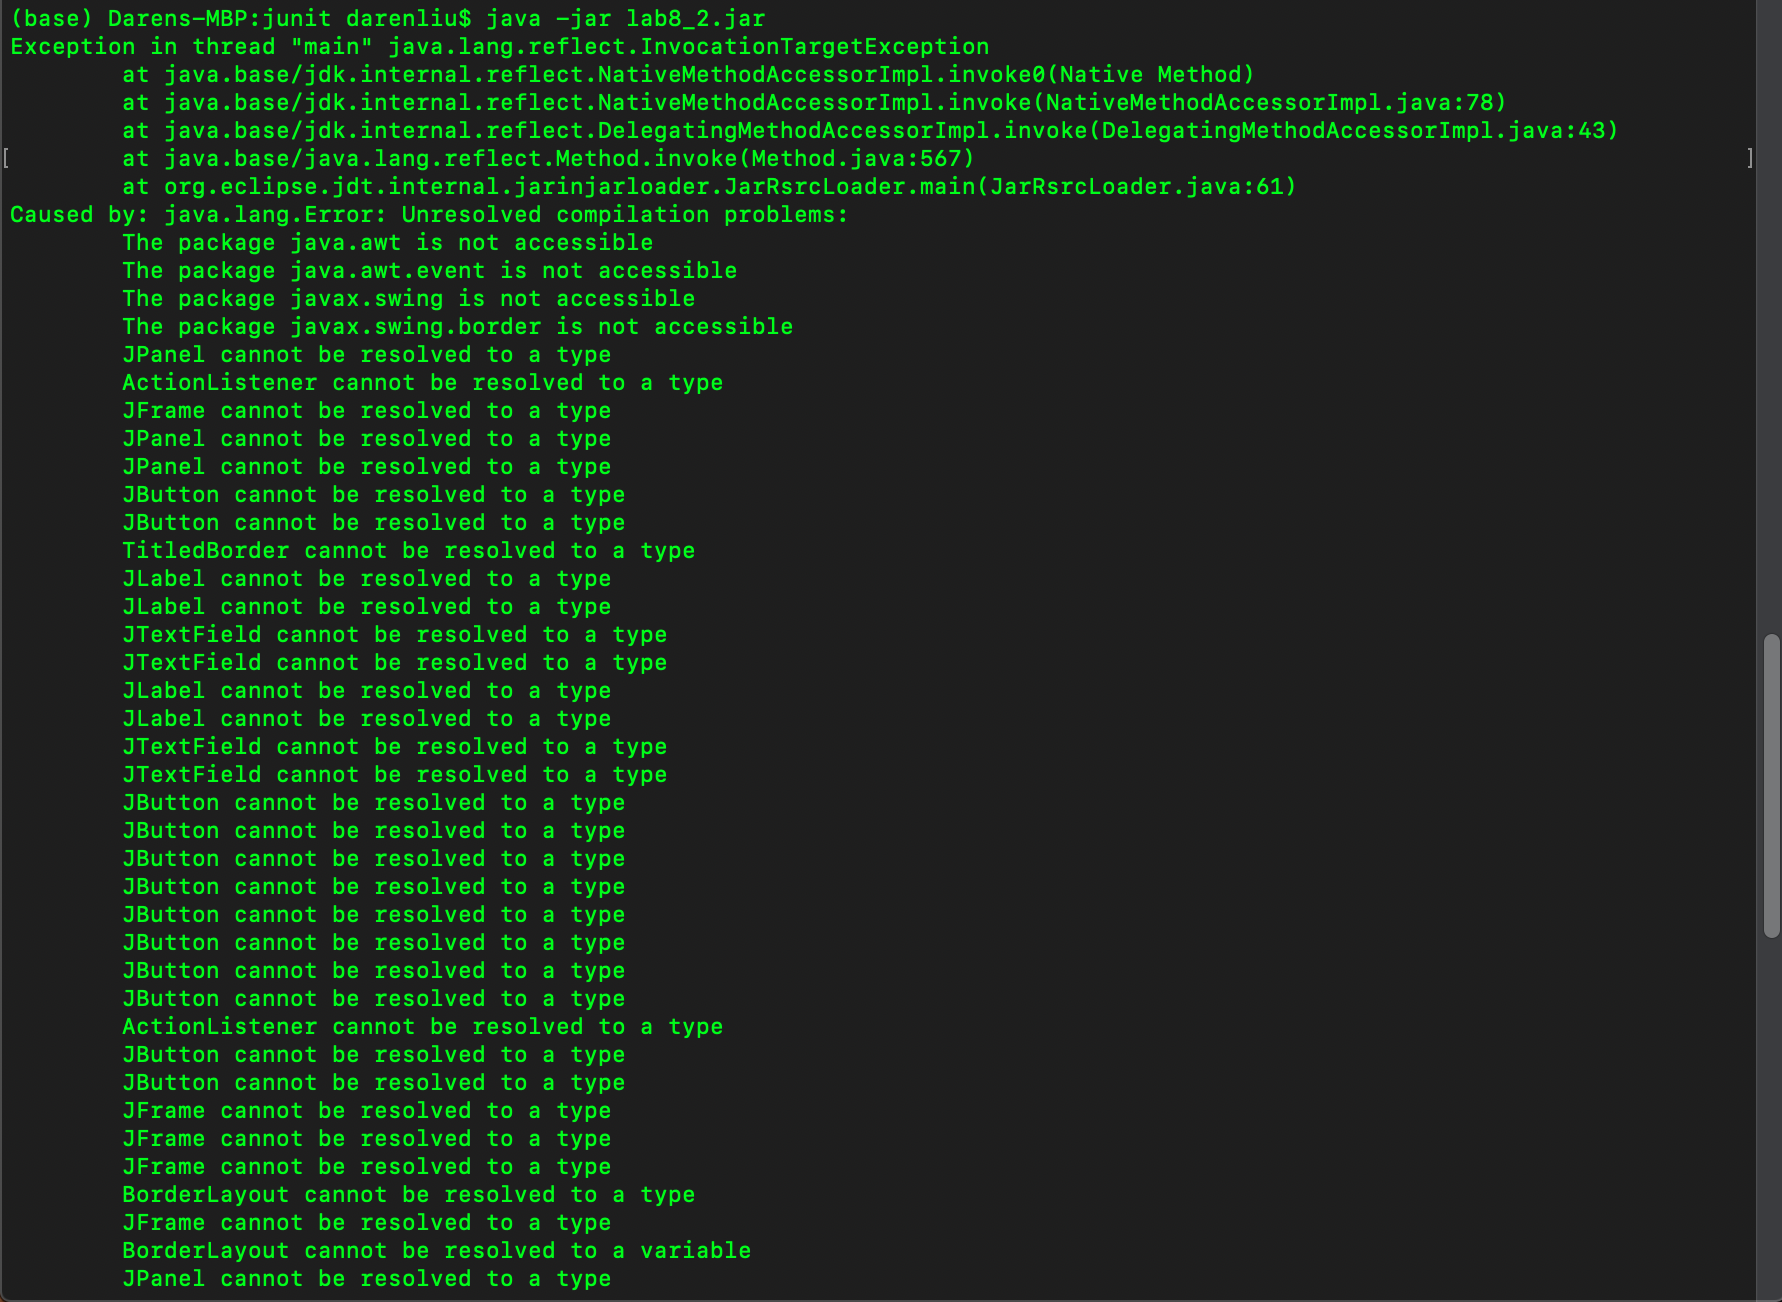 (base) Darens-MBP:junit darenliu$ java -jar lab8_2.jar
Exception in thread "main" java.lang.reflect.InvocationTargetException
at java.base/jdk.internal.reflect.NativeMethodAccessorImpl.invoke0(Native Method)
at java.base/jdk.internal.reflect.NativeMethodAccessorImpl.invoke(NativeMethodAccessorImpl.java:78)
at java.base/jdk.internal.reflect.DelegatingMethodAccessorImpl.invoke(DelegatingMethodAccessorImpl.java:43)
[ at java.base/java.lang.reflect.Method.invoke(Method.java:567) ]
at org.eclipse.jdt.internal.jarinjarloader.JarRsrcLoader.main(JarRsrcLoader.java:61)
Caused by: java.lang.Error: Unresolved compilation problems:
The package java.awt is not accessible
The package java.awt.event is not accessible
The package javax.swing is not accessible
The package javax.swing.border is not accessible
JPanel cannot be resolved to a type
ActionListener cannot be resolved to a type
JFrame cannot be resolved to a type
JPanel cannot be resolved to a type
JPanel cannot be resolved to a type
JButton cannot be resolved to a type
JButton cannot be resolved to a type
TitledBorder cannot be resolved to a type
JLabel cannot be resolved to a type
JLabel cannot be resolved to a type
JTextField cannot be resolved to a type
JTextField cannot be resolved to a type
JLabel cannot be resolved to a type
JLabel cannot be resolved to a type
JTextField cannot be resolved to a type
JTextField cannot be resolved to a type
JButton cannot be resolved to a type
JButton cannot be resolved to a type
JButton cannot be resolved to a type
JButton cannot be resolved to a type
JButton cannot be resolved to a type
JButton cannot be resolved to a type
JButton cannot be resolved to a type
JButton cannot be resolved to a type
ActionListener cannot be resolved to a type
JButton cannot be resolved to a type
JButton cannot be resolved to a type
JFrame cannot be resolved to a type
JFrame cannot be resolved to a type
JFrame cannot be resolved to a type
BorderLayout cannot be resolved to a type
JFrame cannot be resolved to a type
BorderLayout cannot be resolved to a variable
JPanel cannot be resolved to a type